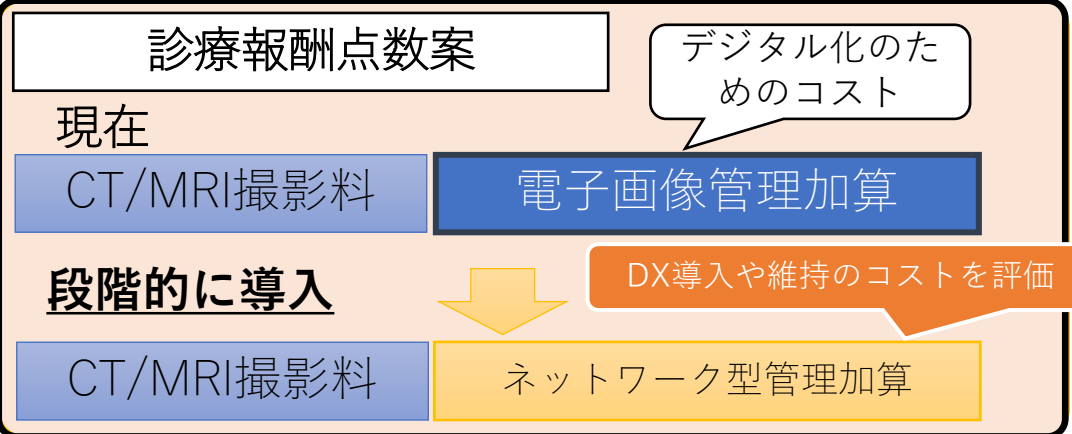 診療報酬点数案
デジタル化のた
めのコスト
現在
CT/MRI撮影料
電子画像管理加算
段階的に導入
DX導入や維持のコストを評価
CT/MRI撮影料
ネットワーク型管理加算